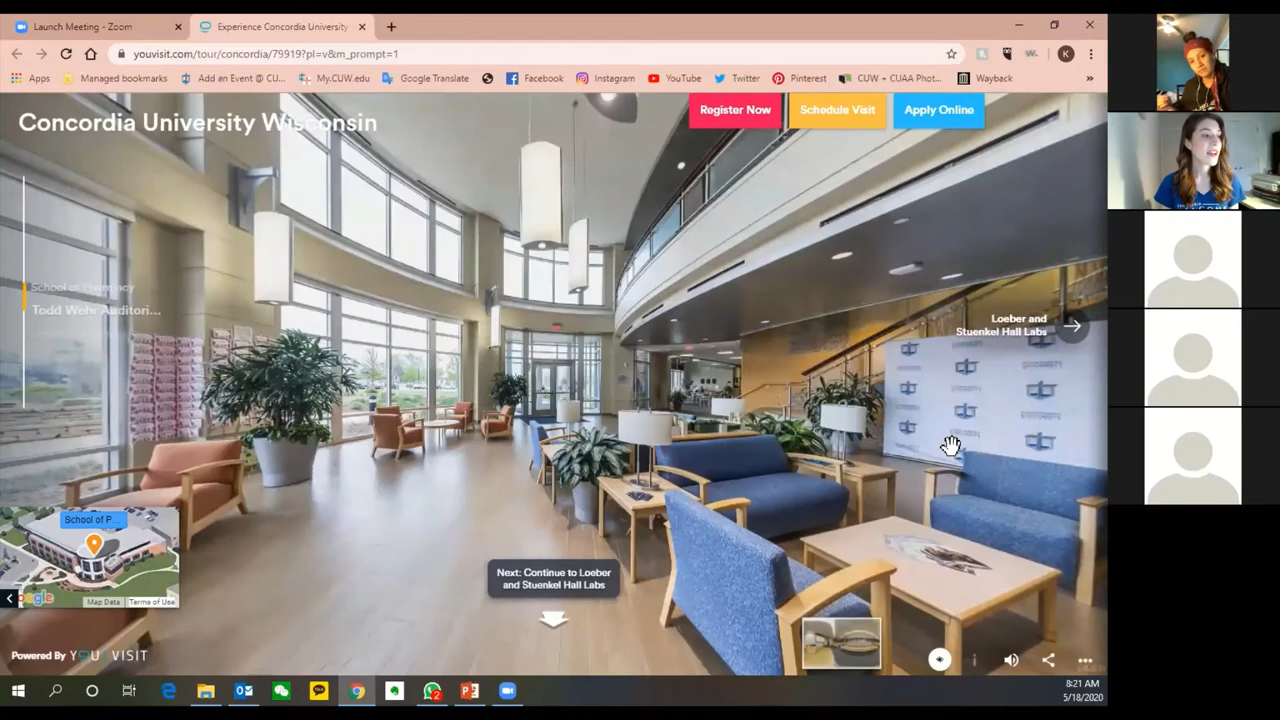 Launch Meeting - Zoom
Experience Concordia University
youvisit.com/tour/concordia/79919?pl=v&m_prompt=1
K
Apps
Managed bookmarks
Add an Event @ CU...
My.CUW.edu
Google Translate
Facebook
Instagram
YouTube
Twitter
Pinterest
CUW + CUAA Phot...
Wayback
Concordia University Wisconsin
Register Now
Schedule Visit
Apply Online
School of Pharmacy
Todd Wehr Auditori...
Loeber and
Stuenkel Hall Labs
School of P...
Next: Continue to Loeber
and Stuenkel Hall Labs
Map Data
Terms of Use
Powered By YOUVISIT
8:21 AM
5/18/2020